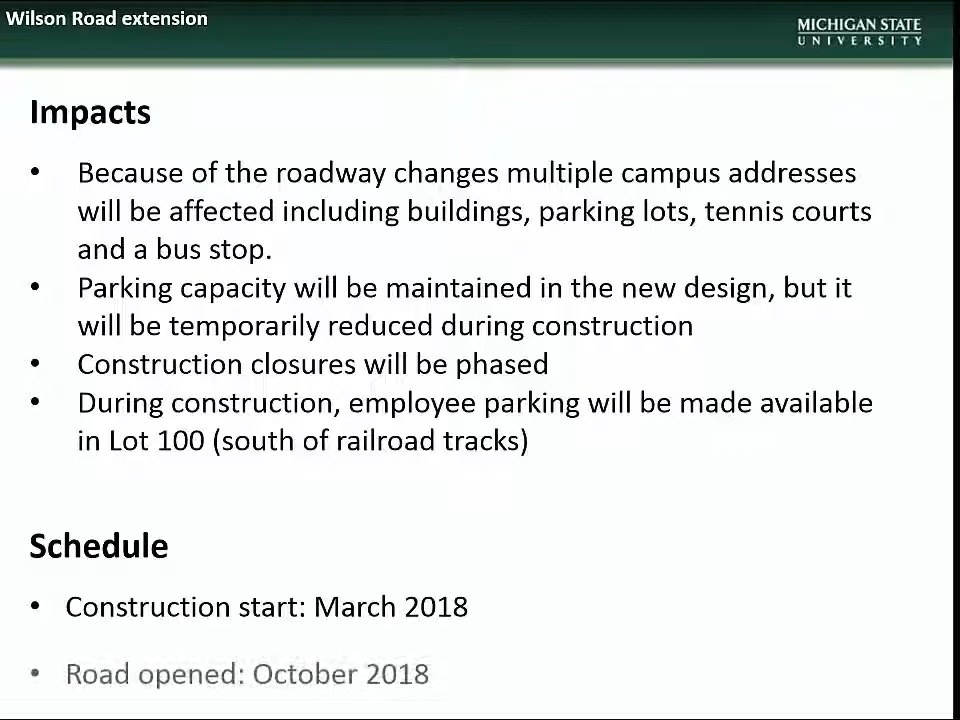 Wilson Road extension
MICHIGAN STATE
UNIVERSITY
Impacts
• Because of the roadway changes multiple campus addresses
will be affected including buildings, parking lots, tennis courts
and a bus stop.
• Parking capacity will be maintained in the new design, but it
will be temporarily reduced during construction
• Construction closures will be phased
• During construction, employee parking will be made available
in Lot 100 (south of railroad tracks)
Schedule
• Construction start: March 2018
• Road opened: October 2018